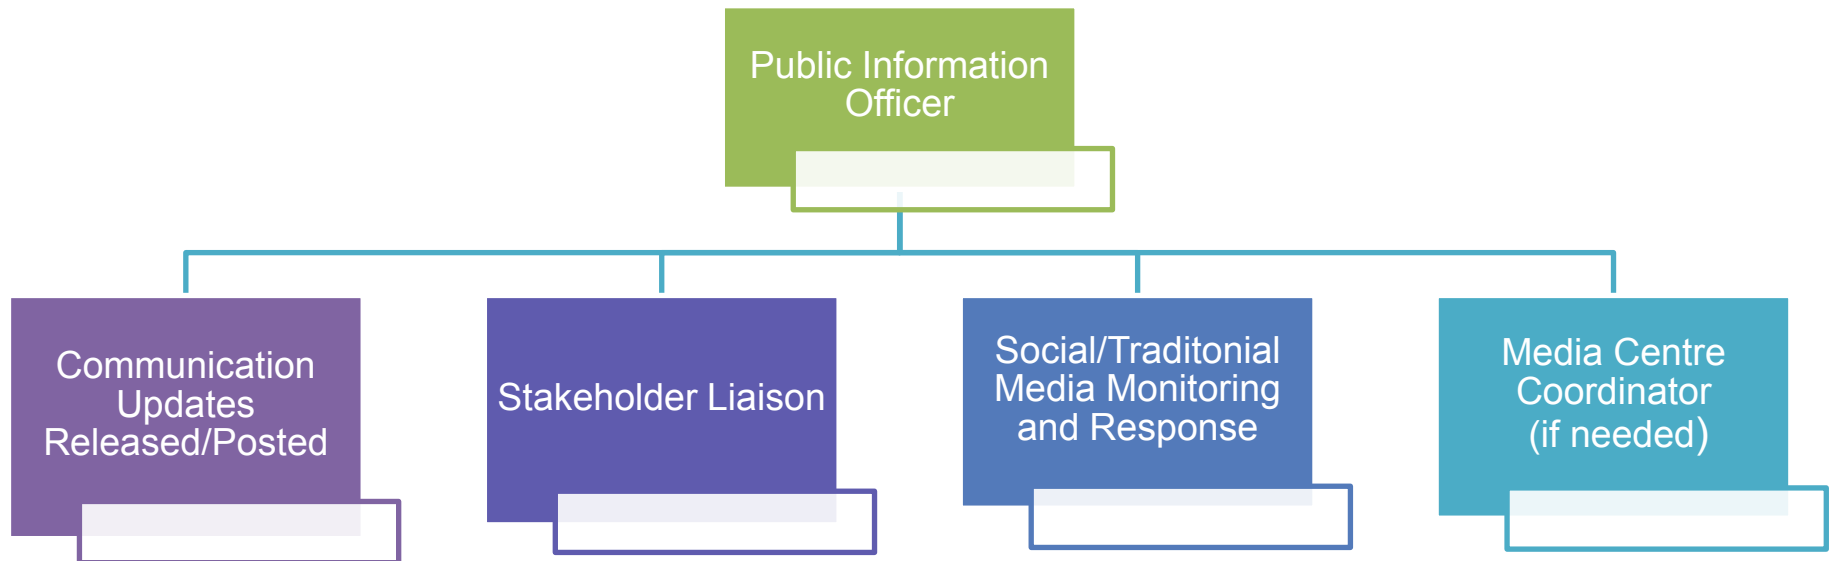 Public Information
Officer
Communication
Updates
Released/Posted
Stakeholder Liaison
Social/Traditonial
Media Monitoring
and Response
Media Centre
Coordinator
(if needed)